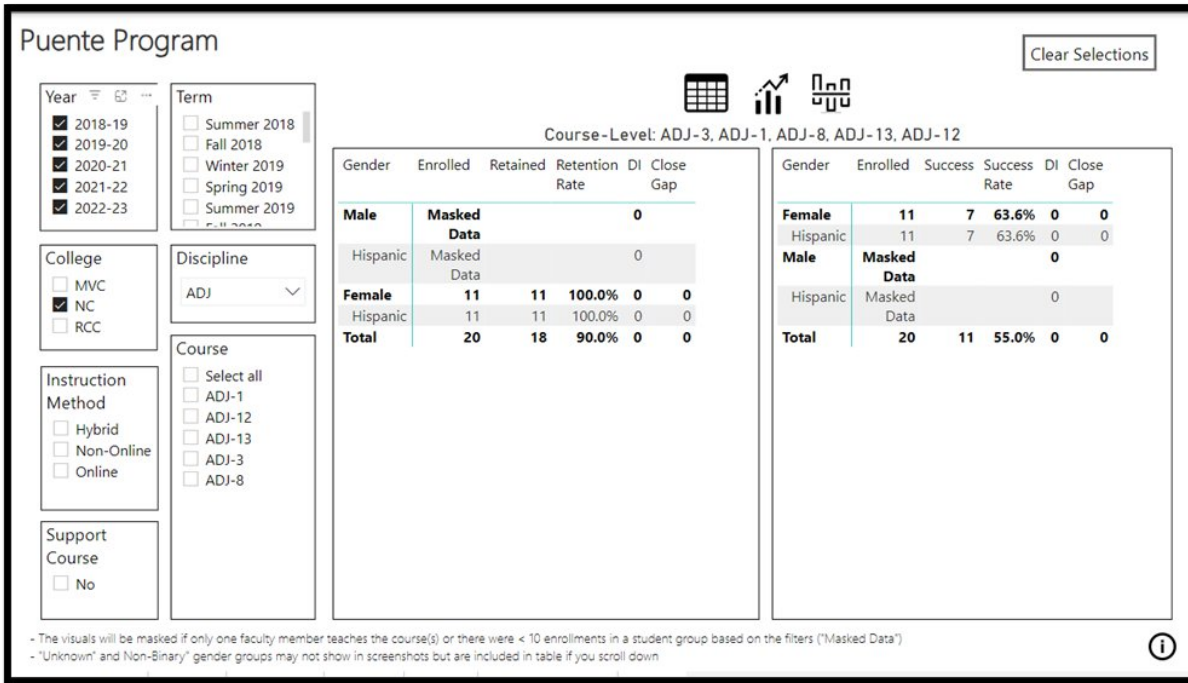 Puente Program
Clear Selections
Year
2018-19
2019-20
2020-21
2021-22
2022-23
Term
Summer 2018
Fall 2018
Winter 2019
Spring 2019
Summer 2019
Fall 2019
College
MVC
NC
RCC
Discipline
ADJ
Instruction
Method
Hybrid
Non-Online
Online
Course
Select all
ADJ-1
ADJ-12
ADJ-13
ADJ-3
ADJ-8
Support
Course
No
Course-Level: ADJ-3, ADJ-1, ADJ-8, ADJ-13, ADJ-12
Gender Enrolled Retained Retention DI Close
Rate Gap
Male Masked 0
Data
Hispanic Masked 0
Data
Female 11 11 100.0% 0 0
Hispanic 11 11 100.0% 0 0
Total 20 18 90.0% 0 0
Gender Enrolled Success Success DI Close
Rate Gap
Female 11 7 63.6% 0 0
Hispanic 11 7 63.6% 0 0
Male Masked 0
Data
Hispanic Masked 0
Data
Total 20 11 55.0% 0 0
- The visuals will be masked if only one faculty member teaches the course(s) or there were < 10 enrollments in a student group based on the filters ("Masked Data")
- "Unknown" and Non-Binary" gender groups may not show in screenshots but are included in table if you scroll down